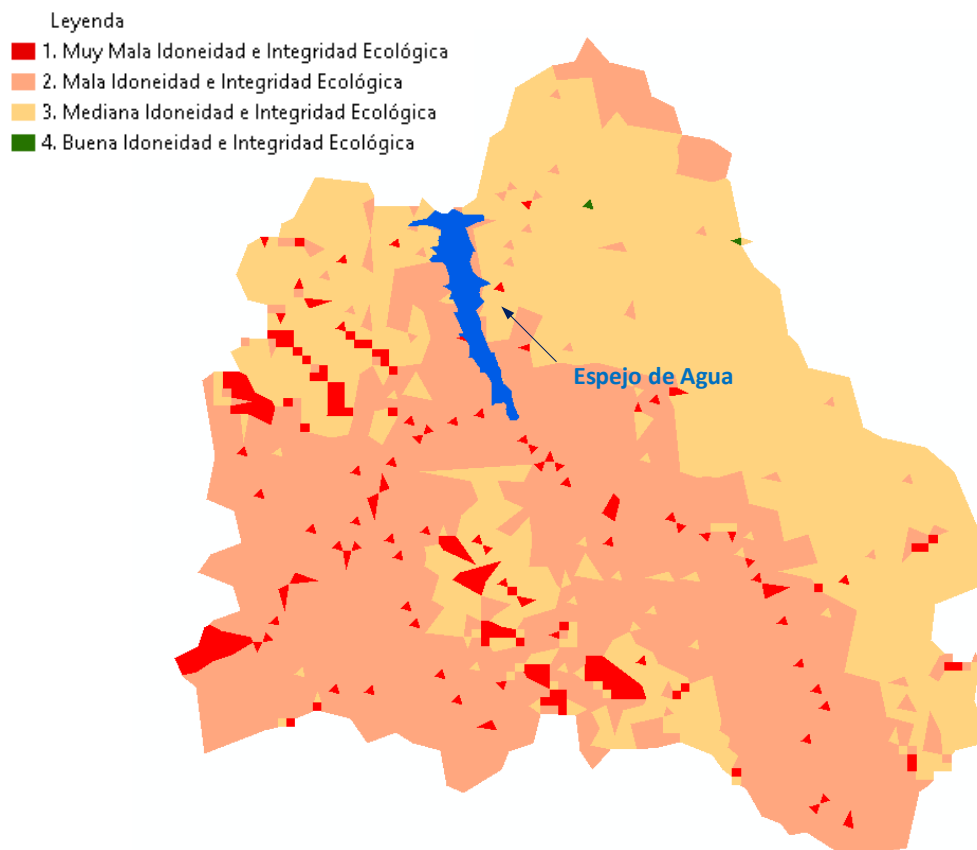 Leyenda
1. Muy Mala Idoneidad e Integridad Ecológica
2. Mala Idoneidad e Integridad Ecológica
3. Mediana Idoneidad e Integridad Ecológica
4. Buena Idoneidad e Integridad Ecológica
Espejo de Agua